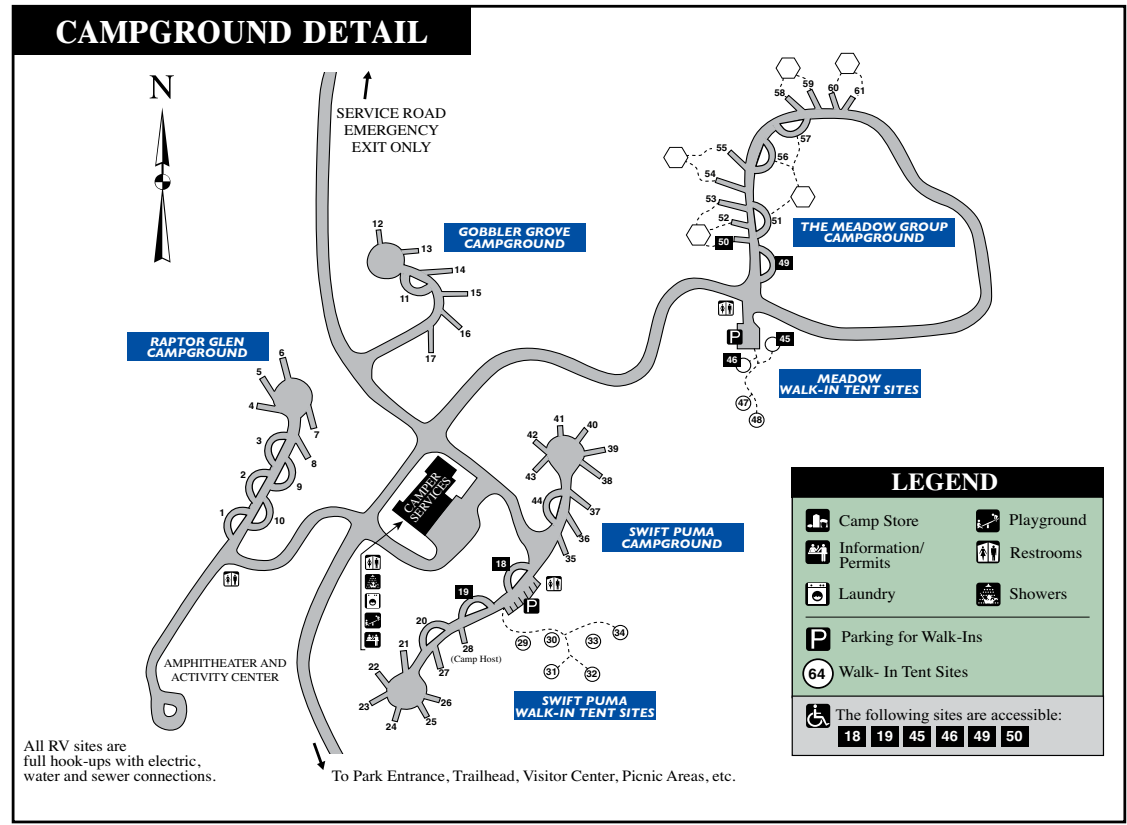 CAMPGROUND DETAIL
N
SERVICE ROAD
EMERGENCY
EXIT ONLY
58
59
60
61
57
56
55
54
53
52
51
50
49
THE MEADOW GROUP
CAMPGROUND
GOBBLER GROVE
CAMPGROUND
12
13
14
15
11
16
17
RAPTOR GLEN
CAMPGROUND
6
5
4
7
3
8
2
9
1
10
P
45
46
47
48
MEADOW
WALK-IN TENT SITES
41
40
42
39
43
38
44
37
36
35
SWIFT PUMA
CAMPGROUND
CAMPER
SERVICES
18
19
P
20
21
28
(Camp Host)
27
22
23
24
25
26
29
30
33
34
31
32
SWIFT PUMA
WALK-IN TENT SITES
AMPHITHEATER AND
ACTIVITY CENTER
All RV sites are
full hook-ups with electric,
water and sewer connections.
To Park Entrance, Trailhead, Visitor Center, Picnic Areas, etc.
LEGEND
Camp Store
Playground
Information/
Permits
Restrooms
Laundry
Showers
P Parking for Walk-Ins
64 Walk- In Tent Sites
The following sites are accessible:
18 19 45 46 49 50